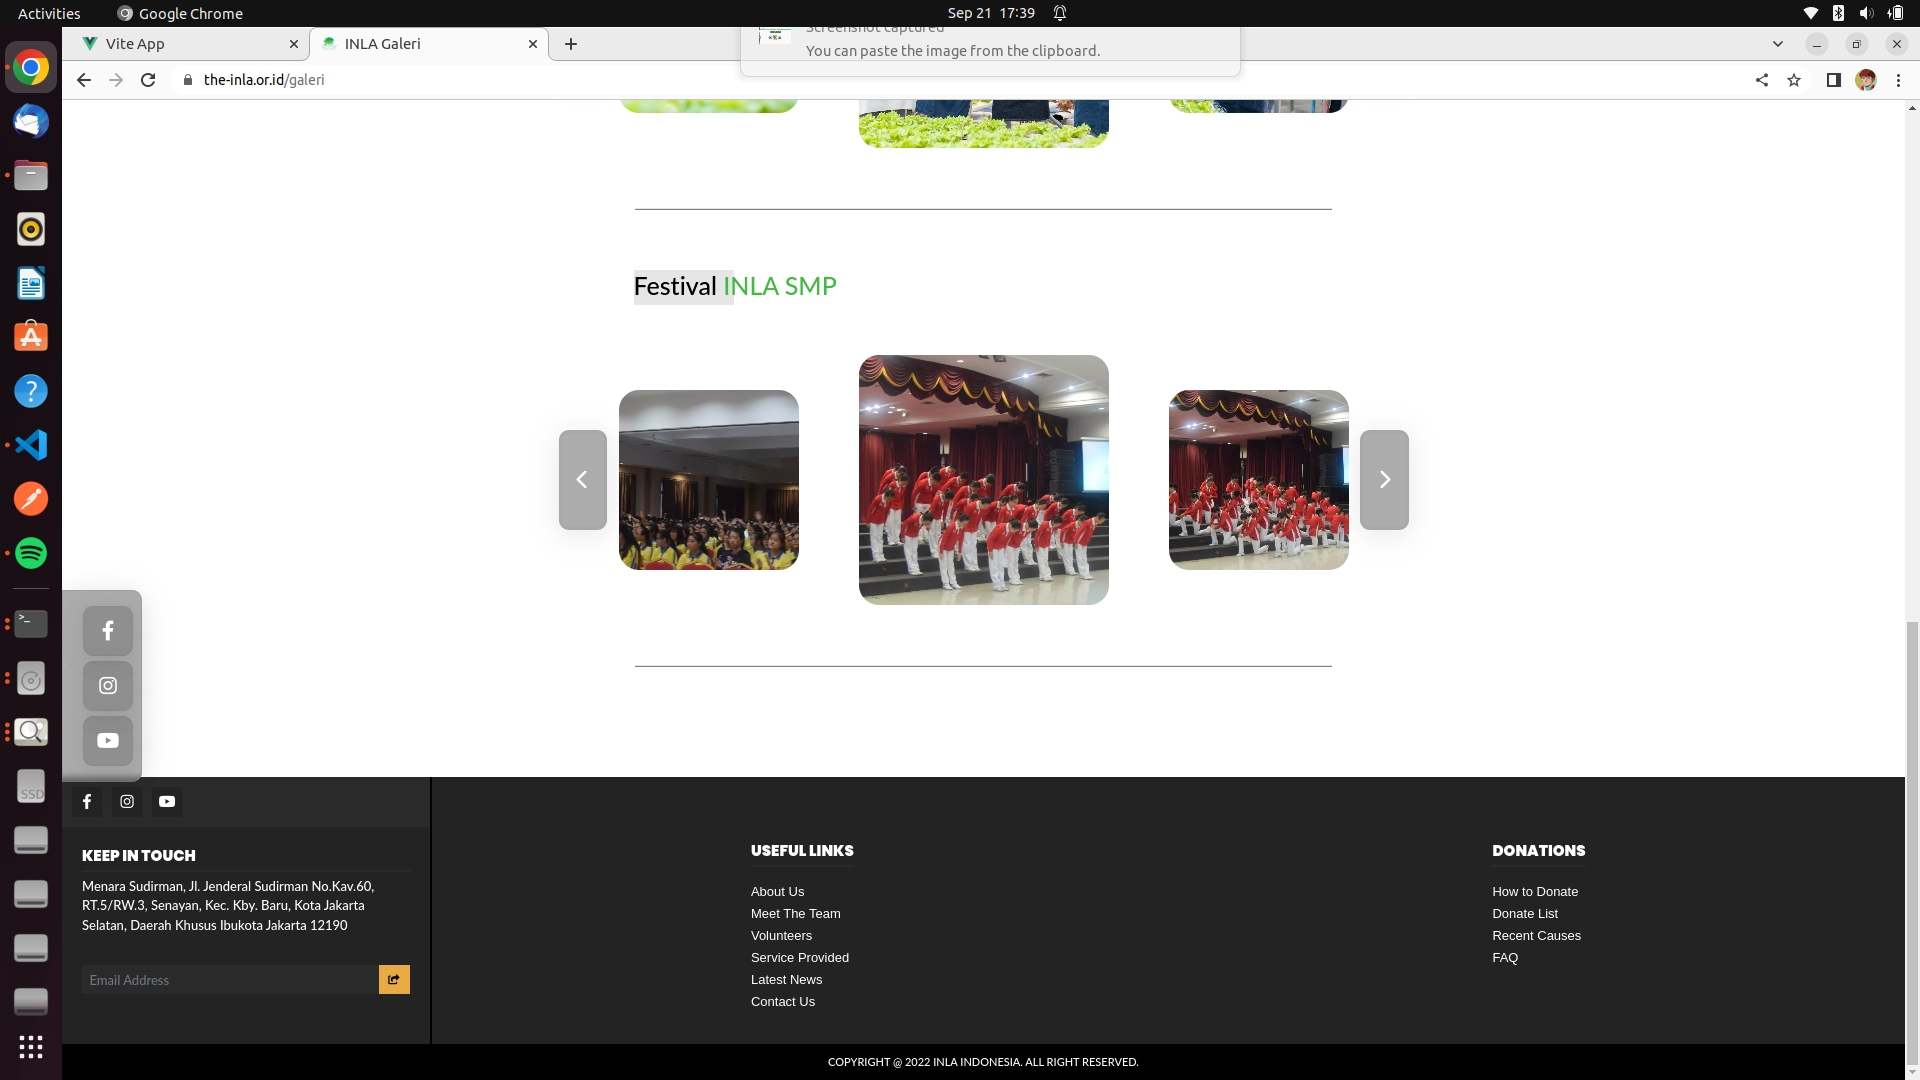 Activities
Google Chrome
Sep 21 17:39
Vite App
INLA Galeri
Screenshot captured
You can paste the image from the clipboard.
the-inla.or.id/galeri
Festival INLA SMP
SSD
KEEP IN TOUCH
Menara Sudirman, Jl. Jenderal Sudirman No.Kav.60,
RT.5/RW.3, Senayan, Kec. Kby. Baru, Kota Jakarta
Selatan, Daerah Khusus Ibukota Jakarta 12190
Email Address
USEFUL LINKS
About Us
Meet The Team
Volunteers
Service Provided
Latest News
Contact Us
DONATIONS
How to Donate
Donate List
Recent Causes
FAQ
COPYRIGHT @ 2022 INLA INDONESIA. ALL RIGHT RESERVED.